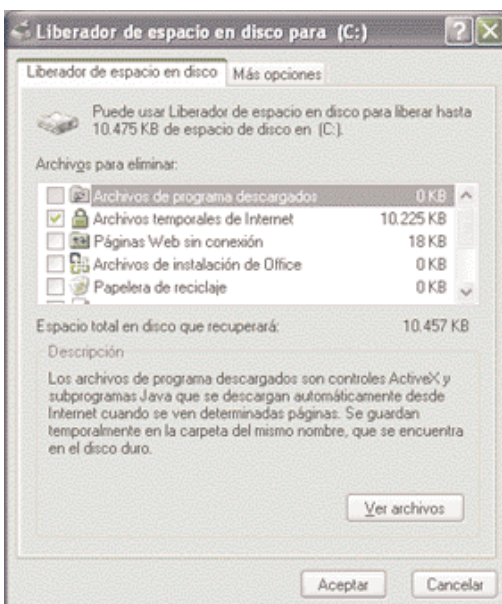 Liberador de espacio en disco para (C:)
Liberador de espacio en disco
Más opciones
Puede usar Liberador de espacio en disco para liberar hasta
10.475 KB de espacio de disco en (C:).
Archivos para eliminar:
Archivos de programa descargados 0 KB
Archivos temporales de Internet 10.225 KB
Páginas Web sin conexión 18 KB
Archivos de instalación de Office 0 KB
Papelera de reciclaje 0 KB
Espacio total en disco que recuperará: 10.457 KB
Descripción
Los archivos de programa descargados son controles ActiveX y
subprogramas Java que se descargan automáticamente desde
Internet cuando se ven determinadas páginas. Se guardan
temporalmente en la carpeta del mismo nombre, que se encuentra
en el disco duro.
Ver archivos
Aceptar
Cancelar